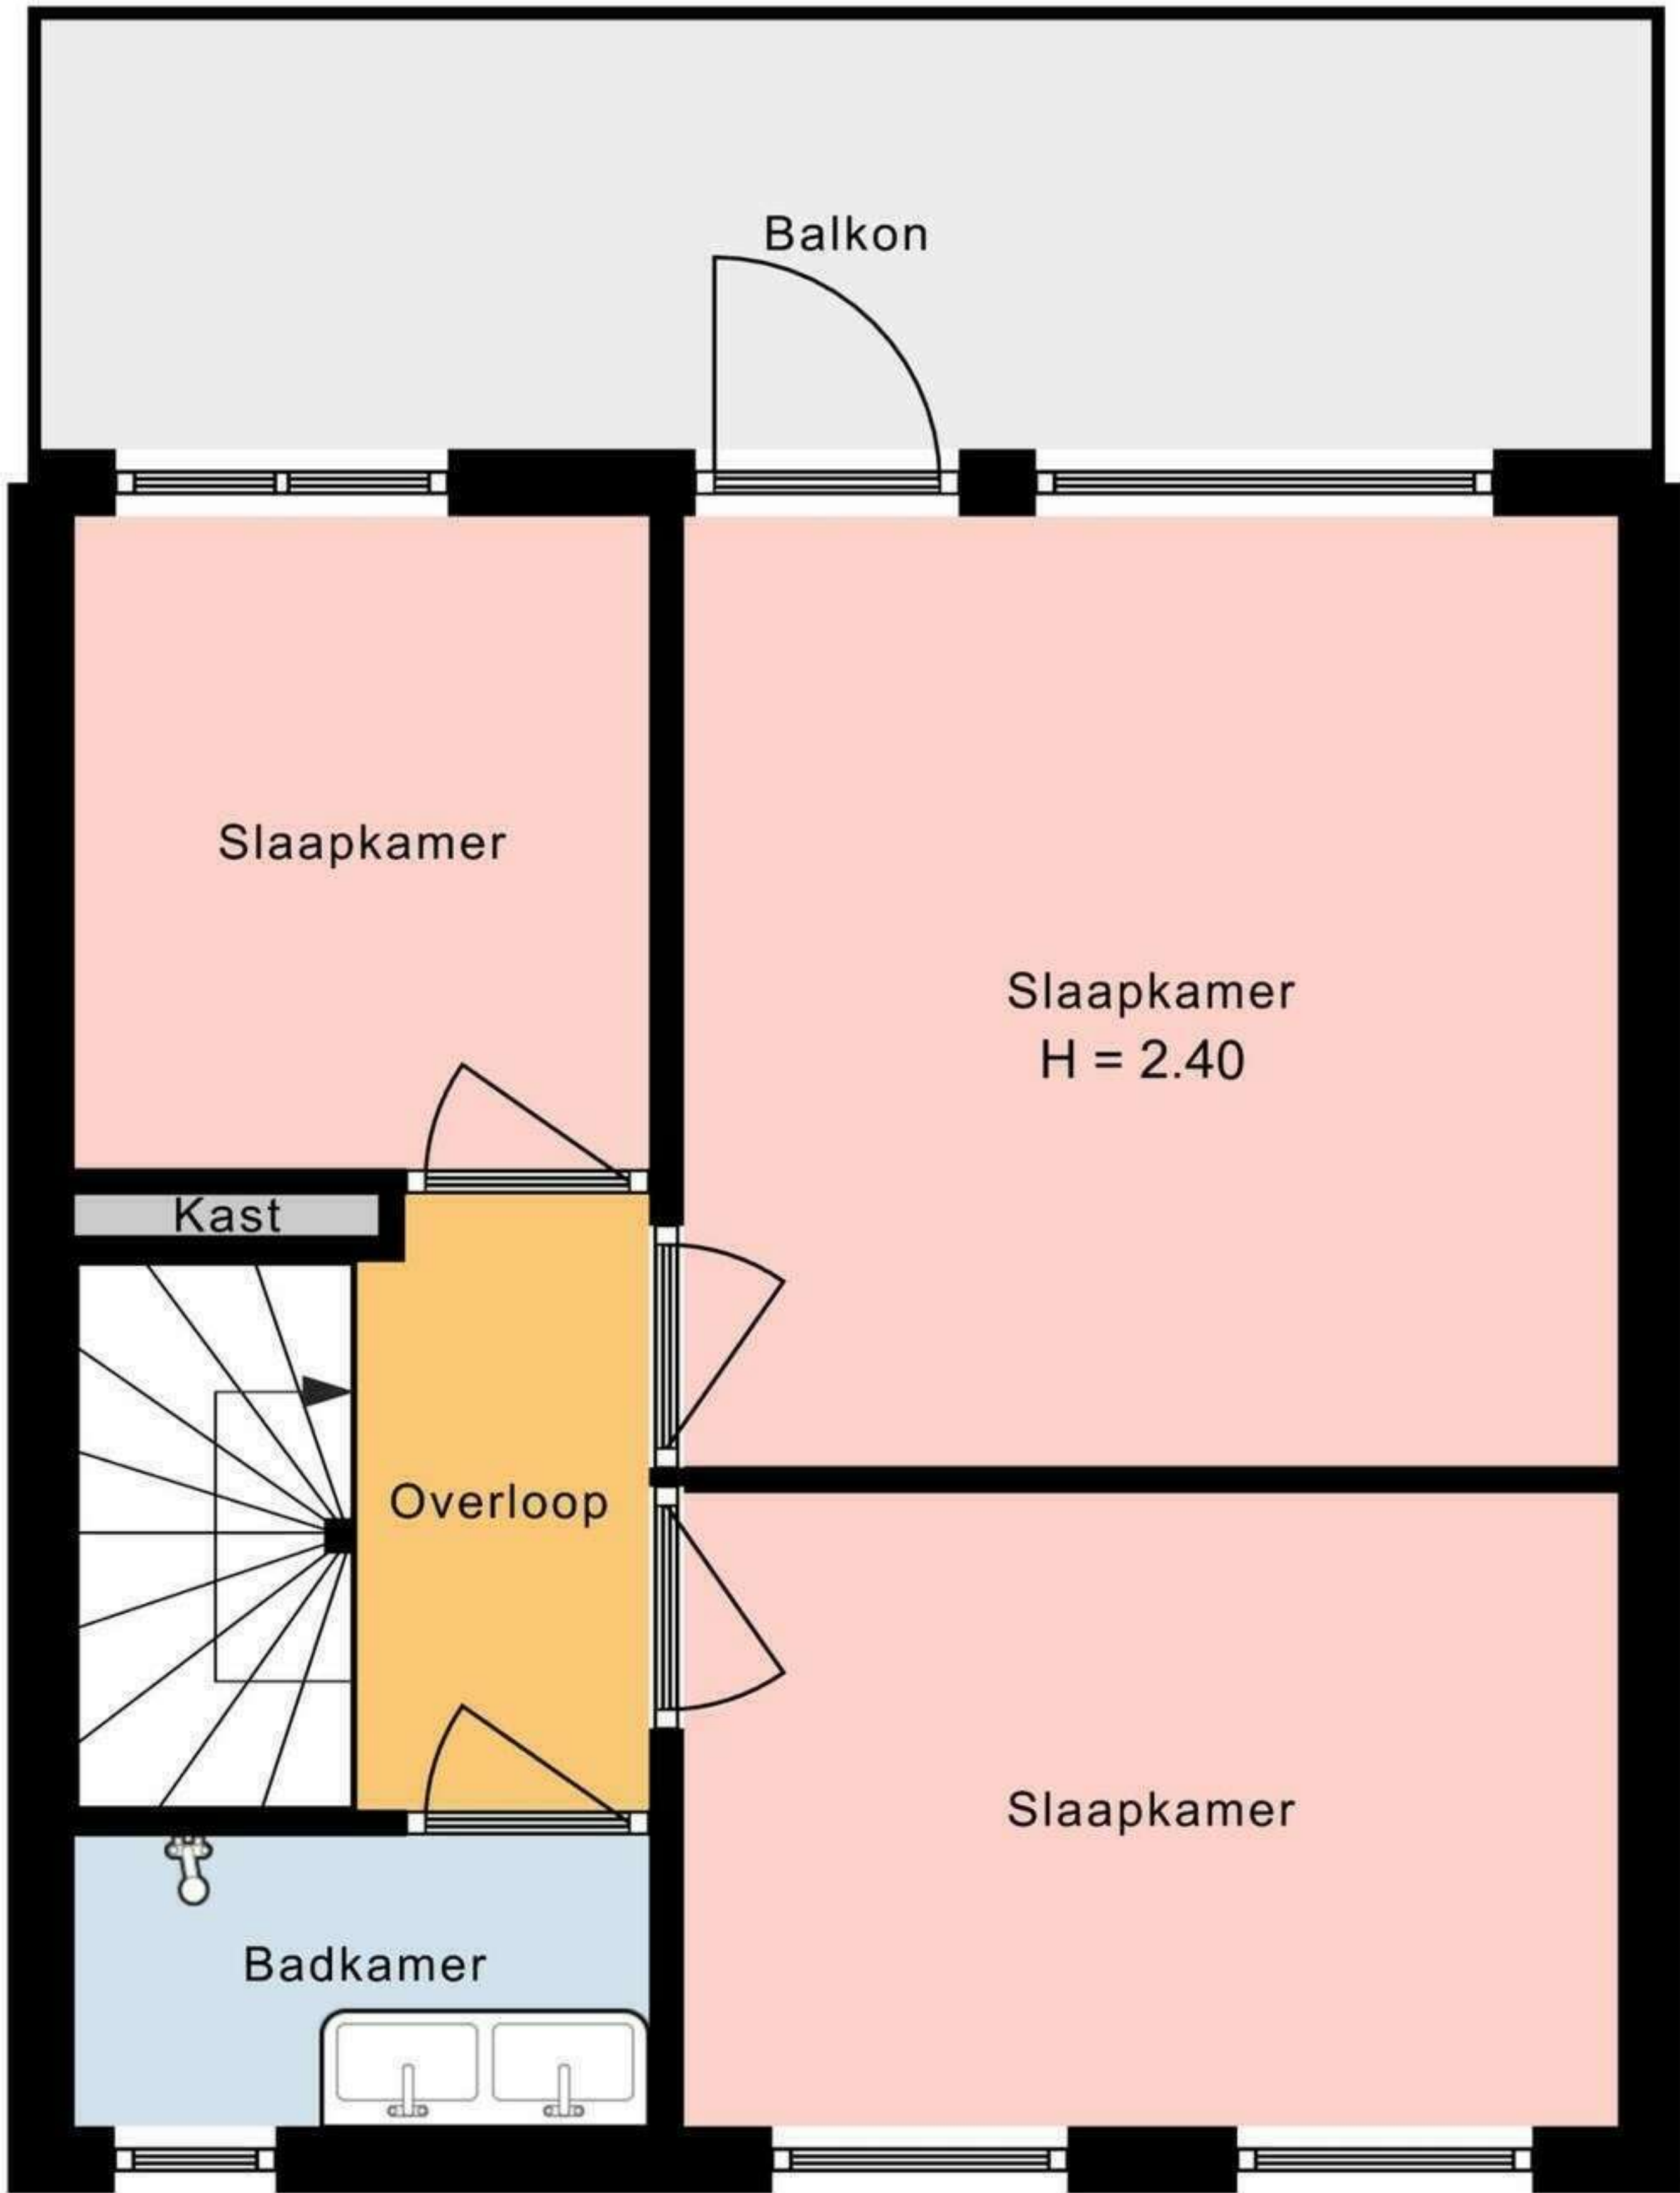 Balkon
Slaapkamer
Slaapkamer
H = 2.40
Kast
Overloop
Slaapkamer
Badkamer